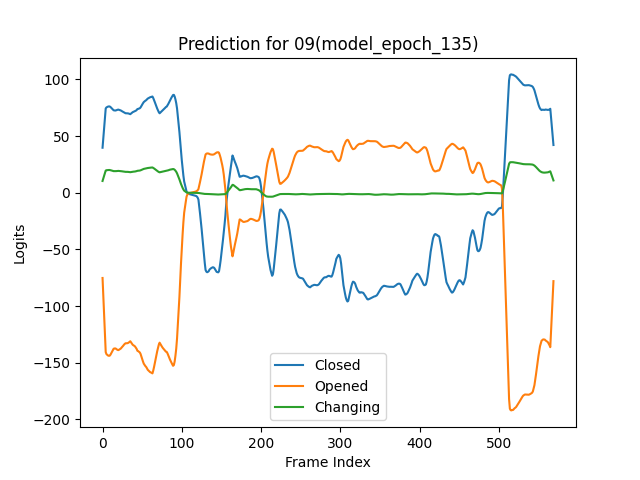 Prediction for 09(model_epoch_135)
100
50
0
−50
−100
−150
−200
Logits
Closed
Opened
Changing
0 100 200 300 400 500
Frame Index